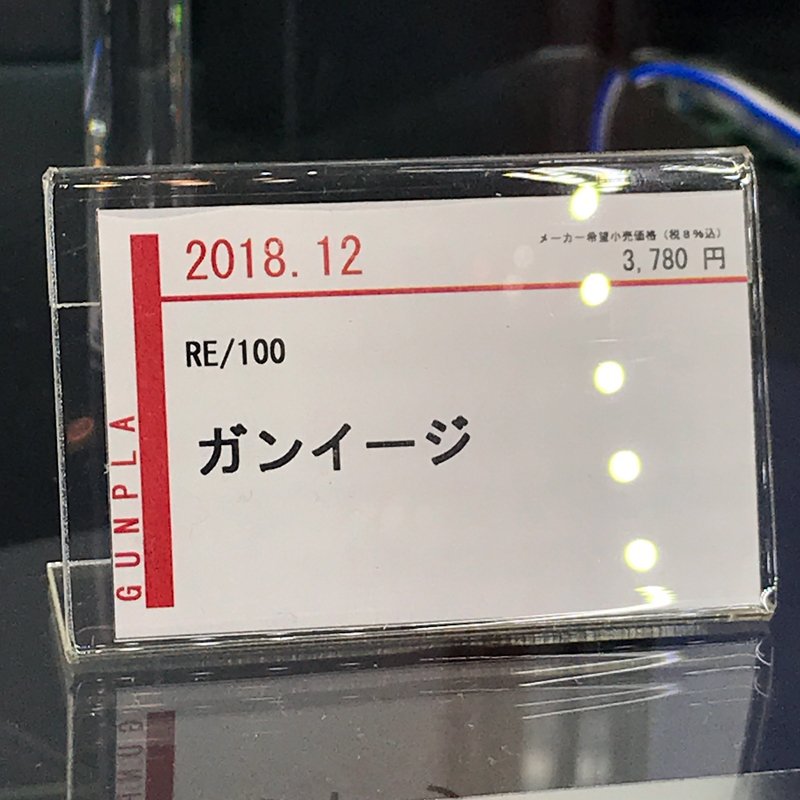 2018.12
メーカー希望小売価格（税8%込）
3,780 円
RE/100
ガンイージ
GUNPLA